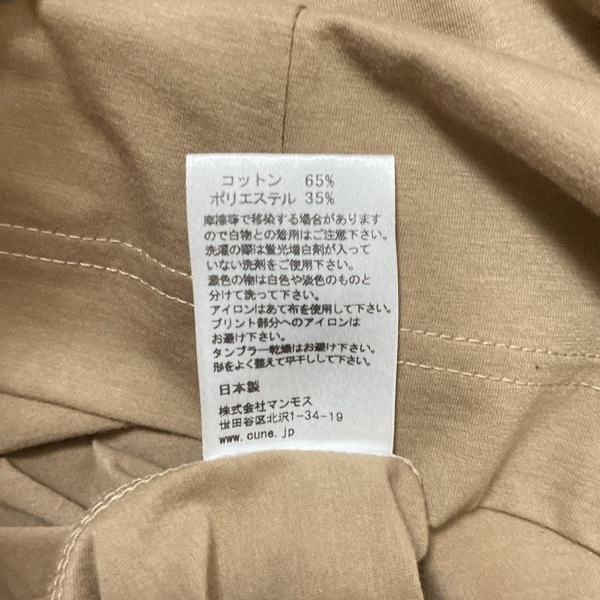 コットン 65%
ポリエステル 35%
摩擦等で移染する場合があります
ので白物との着用はご注意下さい。
洗濯の際は蛍光増白剤が入って
いない洗剤をご使用下さい。
濃色の物は白色や淡色のものと
分けて洗って下さい。
アイロンはあて布を使用して下さい。
プリント部分へのアイロンは
お避け下さい。
タンブラー乾燥はお避け下さい。
形をよく整えて平干しして下さい。
日本製
株式会社マンモス
世田谷区北沢1-34-19
www.cune.jp